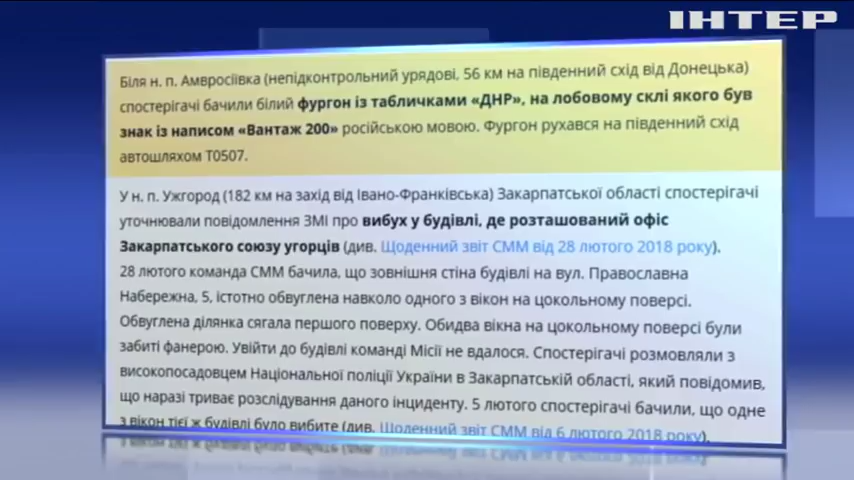 ІНТЕР
Біля н. п. Амвросіївка (непідконтрольний урядові, 56 км на південний схід від Донецька)
спостерігачі бачили білий фургон із табличками «ДНР», на лобовому склі якого був
знак із написом «Вантаж 200» російською мовою. Фургон рухався на південний схід
автошляхом T0507.
У н. п. Ужгород (182 км на захід від Івано-Франківська) Закарпатської області спостерігачі
уточнювали повідомлення ЗМІ про вибух у будівлі, де розташований офіс
Закарпатського союзу угорців (див. Щоденний звіт СММ від 28 лютого 2018 року).
28 лютого команда СММ бачила, що зовнішня стіна будівлі на вул. Православна
Набережна, 5, істотно обвуглена навколо одного з вікон на цокольному поверсі.
Обвуглена ділянка сягала першого поверху. Обидва вікна на цокольному поверсі були
забиті фанерою. Увійти до будівлі команді Місії не вдалося. Спостерігачі розмовляли з
високопосадовцем Національної поліції України в Закарпатській області, який повідомив,
що наразі триває розслідування даного інциденту. 5 лютого спостерігачі бачили, що одне
з вікон тієї ж будівлі було вибите (див. Щоденний звіт СММ від 6 лютого 2018 року).